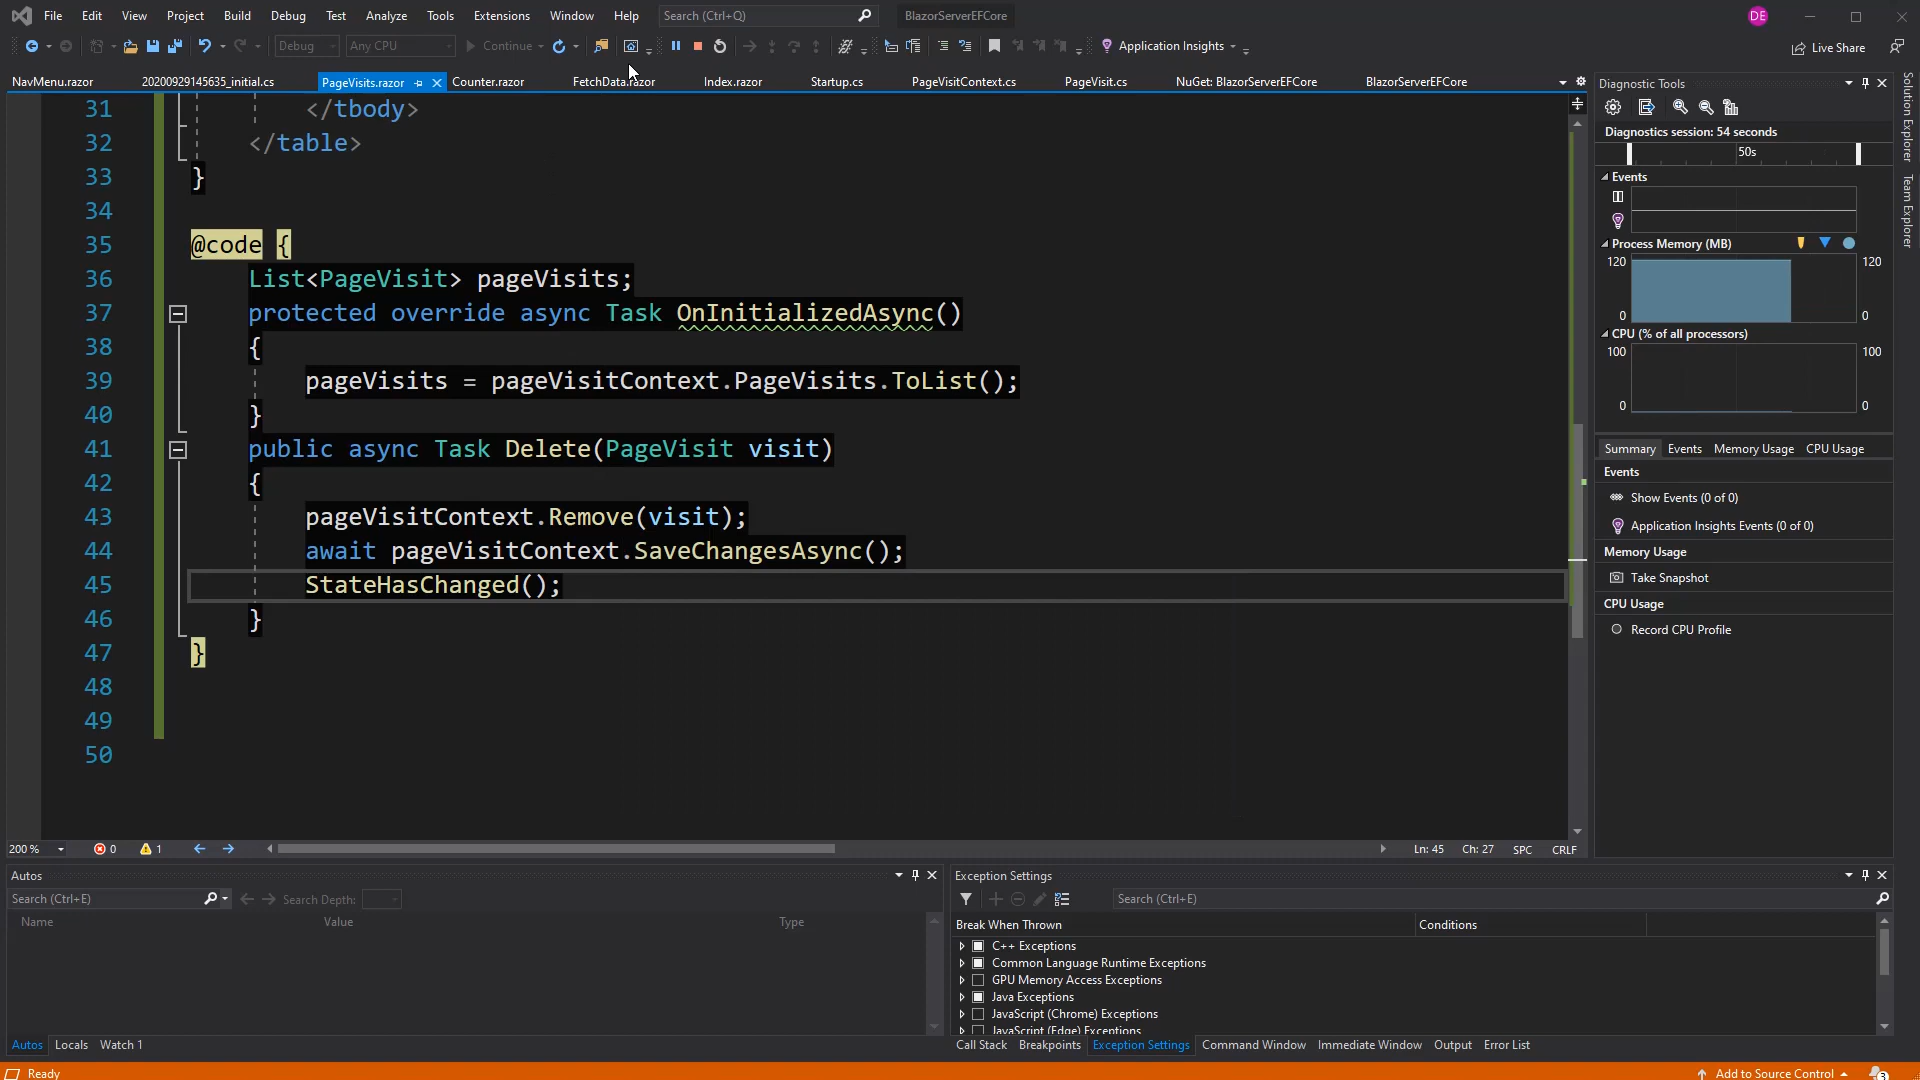 File Edit View Project Build Debug Test Analyze Tools Extensions Window Help Search (Ctrl+Q) BlazorServerEFCore DE
Debug Any CPU Continue Application Insights Live Share
NavMenu.razor 20200929145635_initial.cs PageVisits.razor Counter.razor FetchData.razor Index.razor Startup.cs PageVisitContext.cs PageVisit.cs NuGet: BlazorServerEFCore BlazorServerEFCore
31 </tbody>
32 </table>
33 }
34
35 @code {
36 List<PageVisit> pageVisits;
37 protected override async Task OnInitializedAsync()
38 {
39 pageVisits = pageVisitContext.PageVisits.ToList();
40 }
41 public async Task Delete(PageVisit visit)
42 {
43 pageVisitContext.Remove(visit);
44 await pageVisitContext.SaveChangesAsync();
45 StateHasChanged();
46 }
47 }
48
49
50
200 % 0 1 Ln: 45 Ch: 27 SPC CRLF
Diagnostic Tools
Diagnostics session: 54 seconds
50s
Events
Process Memory (MB)
120 120
0 0
CPU (% of all processors)
100 100
0 0
Summary Events Memory Usage CPU Usage
Events
Show Events (0 of 0)
Application Insights Events (0 of 0)
Memory Usage
Take Snapshot
CPU Usage
Record CPU Profile
Solution Explorer
Team Explorer
Autos
Search (Ctrl+E) Search Depth:
Name Value Type
Autos Locals Watch 1
Exception Settings
Search (Ctrl+E)
Break When Thrown Conditions
C++ Exceptions
Common Language Runtime Exceptions
GPU Memory Access Exceptions
Java Exceptions
JavaScript (Chrome) Exceptions
JavaScript (Edge) Exceptions
Call Stack Breakpoints Exception Settings Command Window Immediate Window Output Error List
Ready Add to Source Control 3